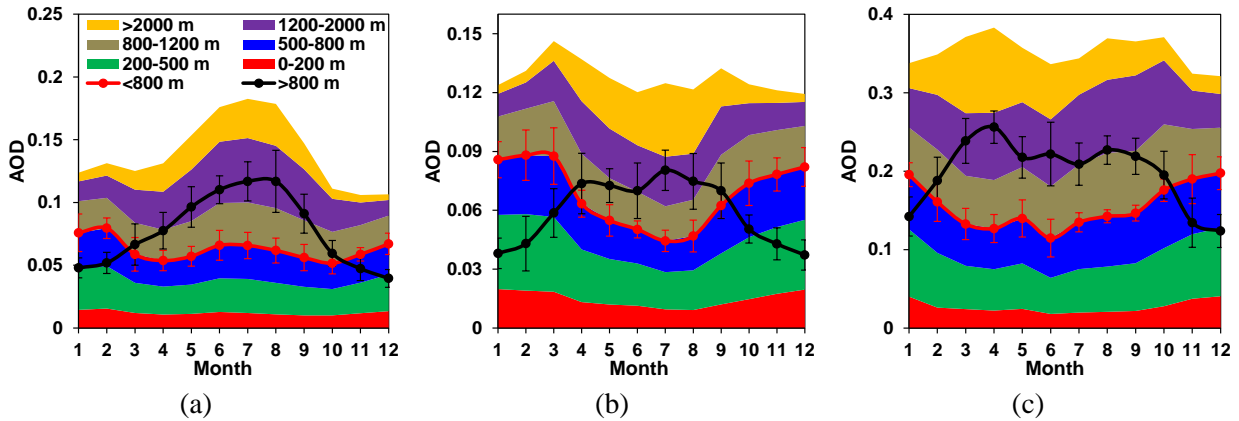 0.25
0.2
0.15
0.1
0.05
0
AOD
>2000 m
1200-2000 m
800-1200 m
500-800 m
200-500 m
0-200 m
<800 m
>800 m
1 2 3 4 5 6 7 8 9 10 11 12
Month
(a)
0.15
0.12
0.09
0.06
0.03
0
AOD
1 2 3 4 5 6 7 8 9 10 11 12
Month
(b)
0.4
0.3
0.2
0.1
0
AOD
1 2 3 4 5 6 7 8 9 10 11 12
Month
(c)